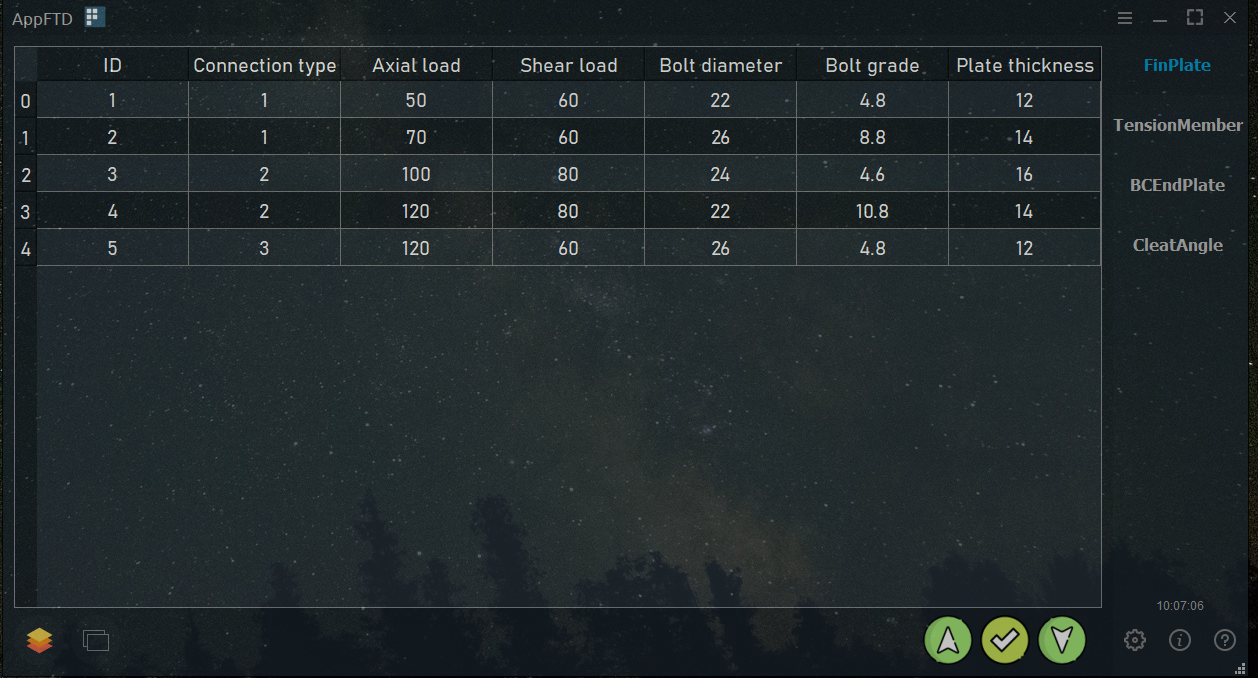 AppFTD
ID Connection type Axial load Shear load Bolt diameter Bolt grade Plate thickness
0 1 1 50 60 22 4.8 12
1 2 1 70 60 26 8.8 14
2 3 2 100 80 24 4.6 16
3 4 2 120 80 22 10.8 14
4 5 3 120 60 26 4.8 12
FinPlate
TensionMember
BCEndPlate
CleatAngle
10:07:06